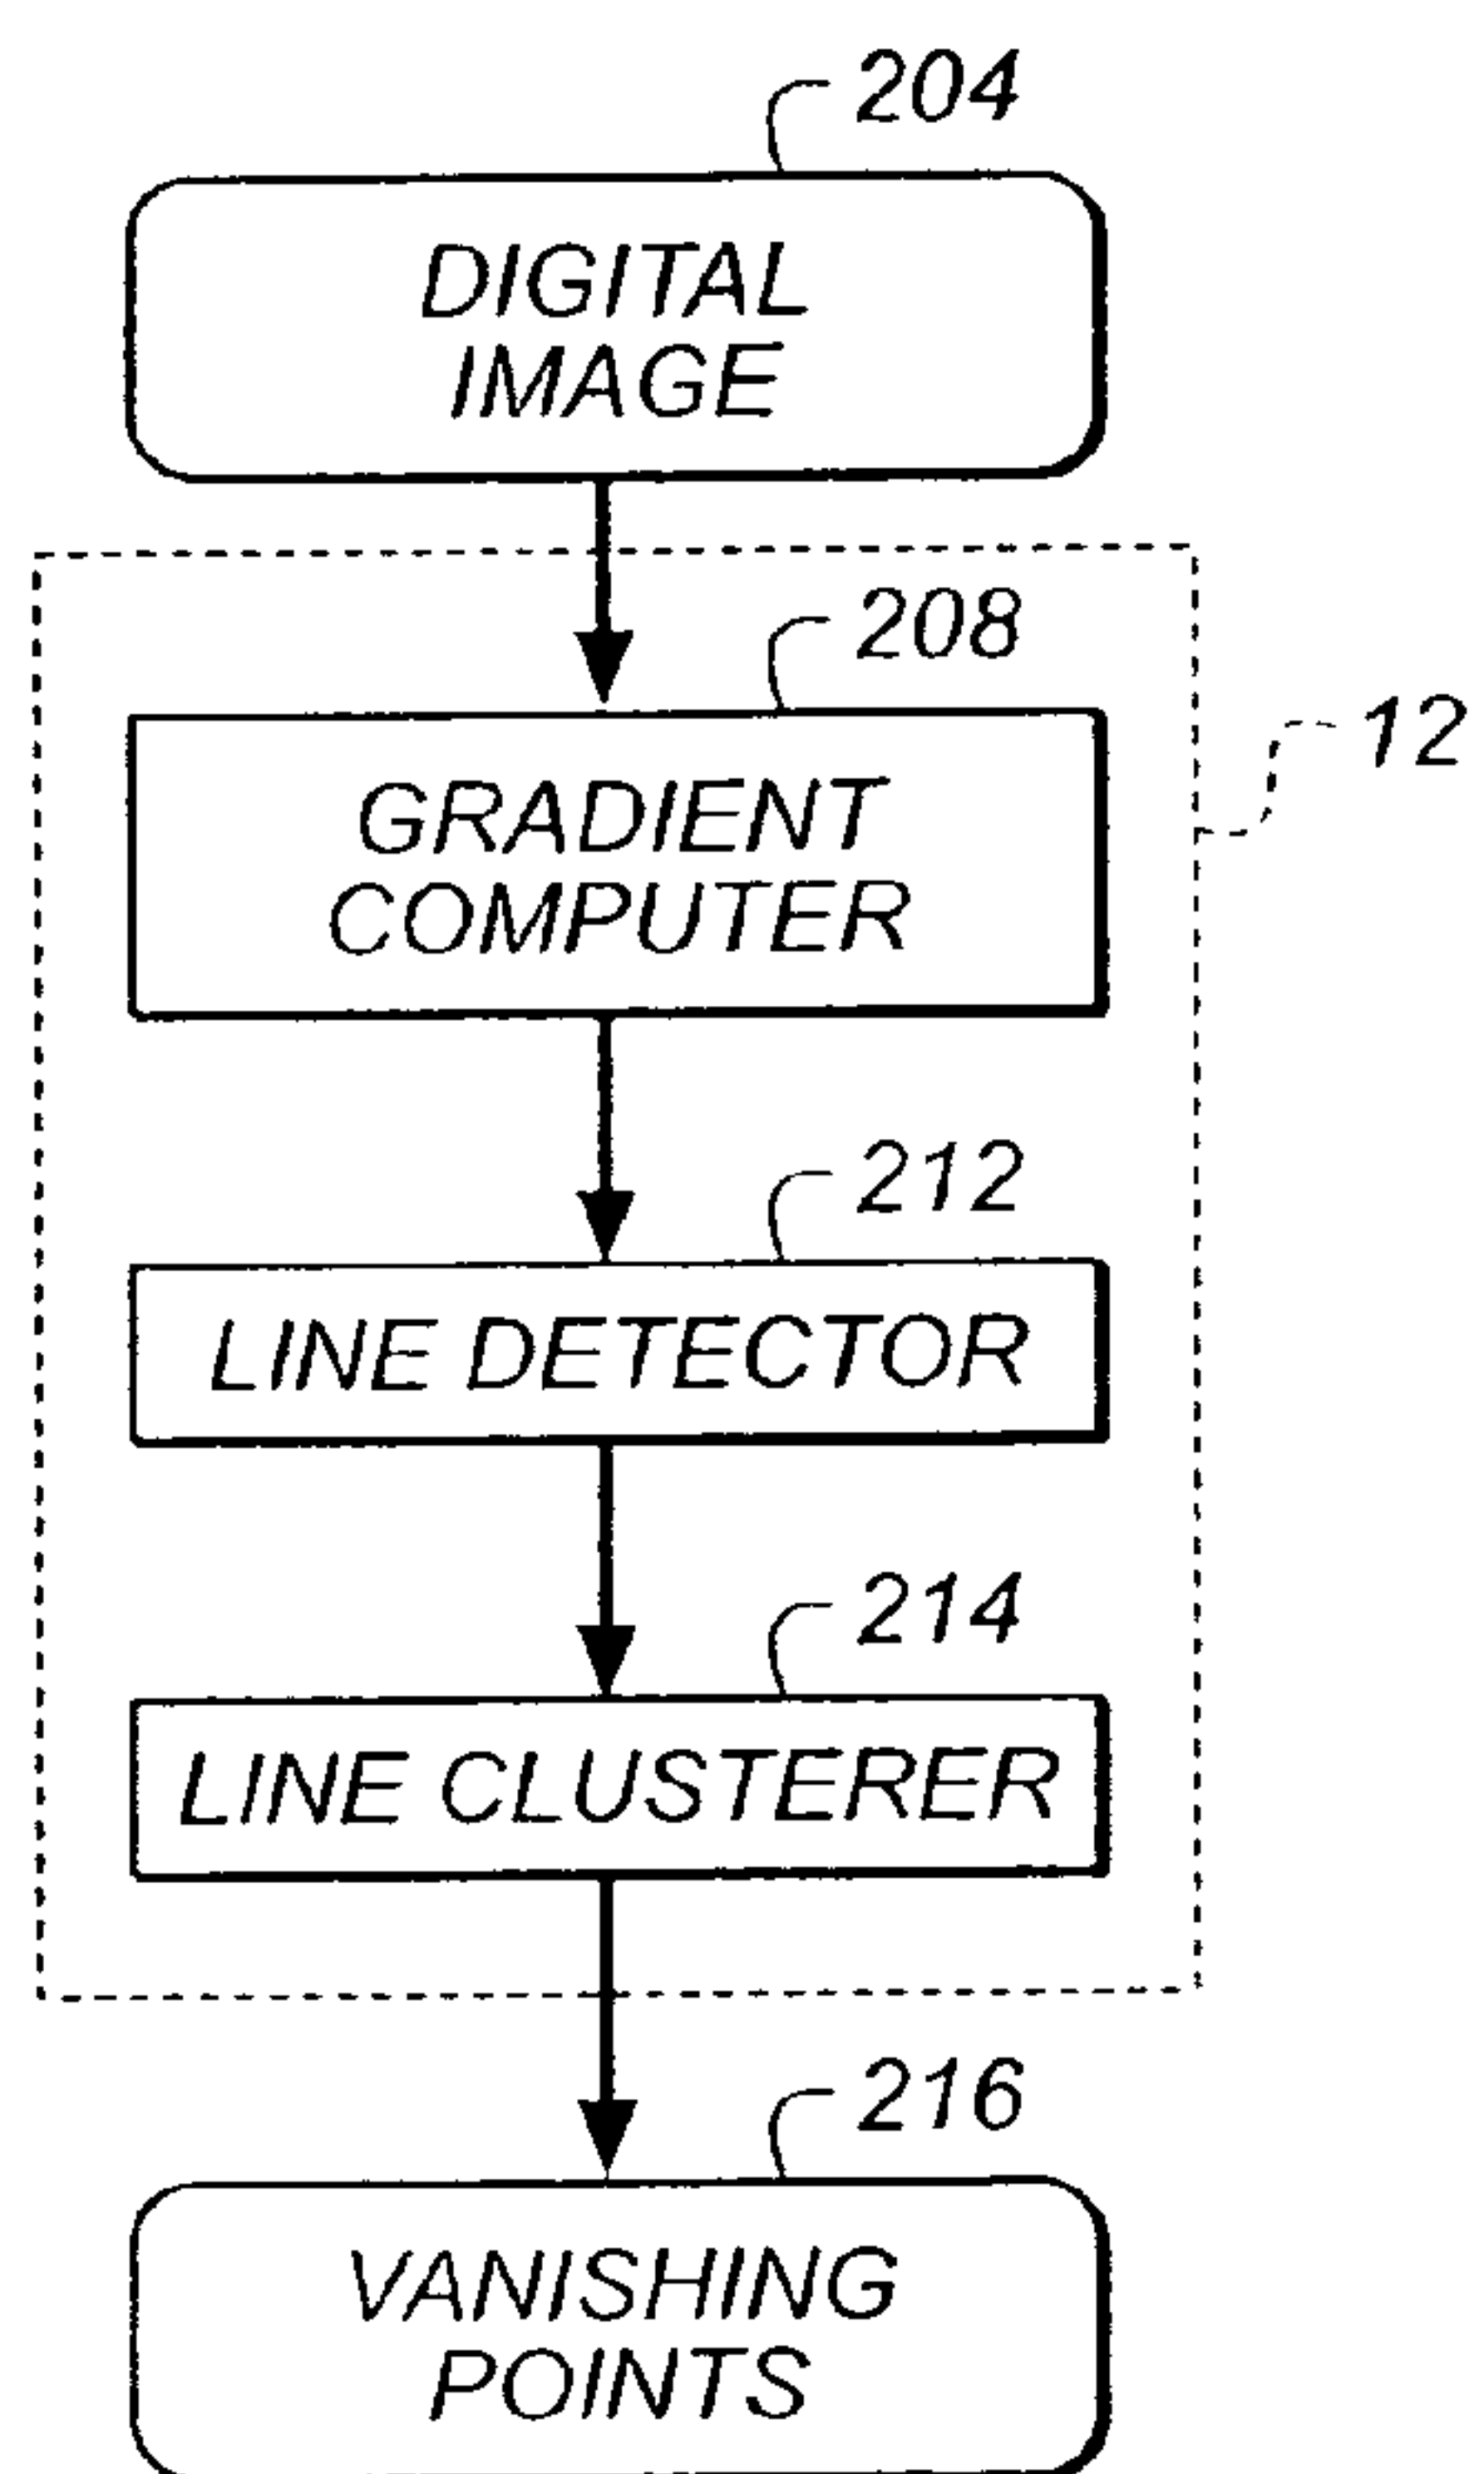 204
DIGITAL
IMAGE
208
12
GRADIENT
COMPUTER
212
LINE DETECTOR
214
LINE CLUSTERER
216
VANISHING
POINTS